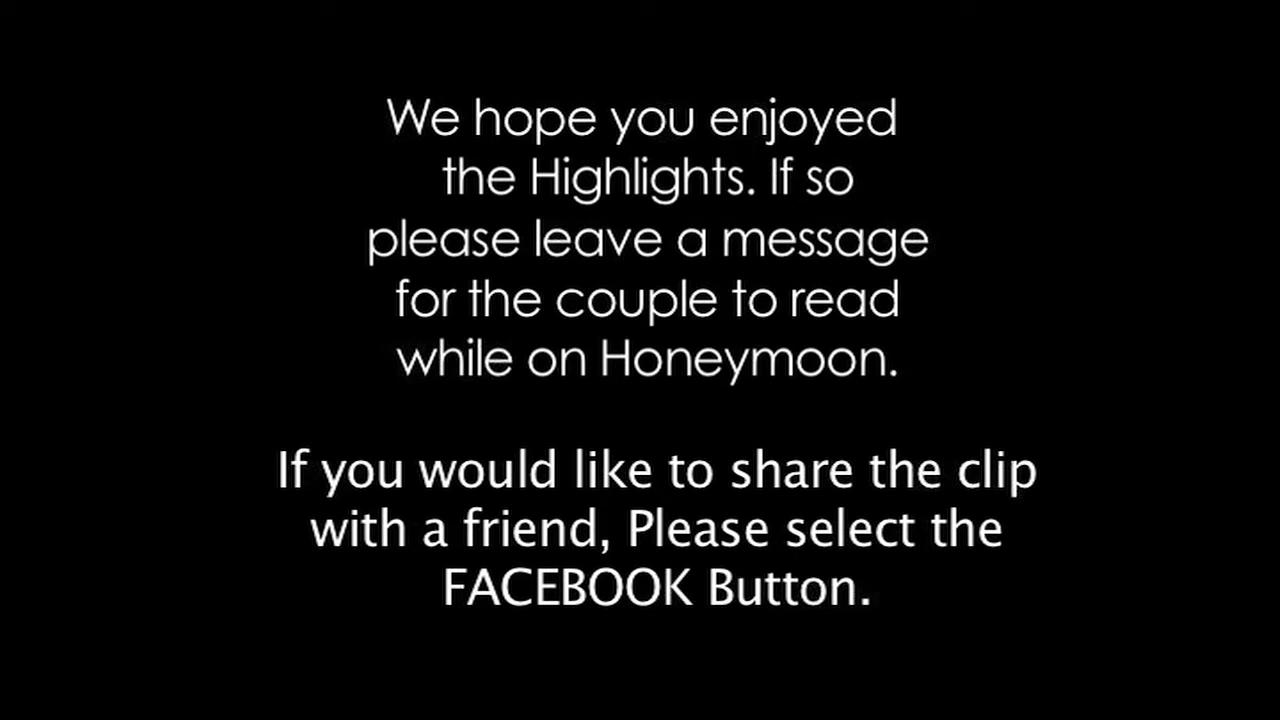 We hope you enjoyed
the Highlights. If so
please leave a message
for the couple to read
while on Honeymoon.
If you would like to share the clip
with a friend, Please select the
FACEBOOK Button.